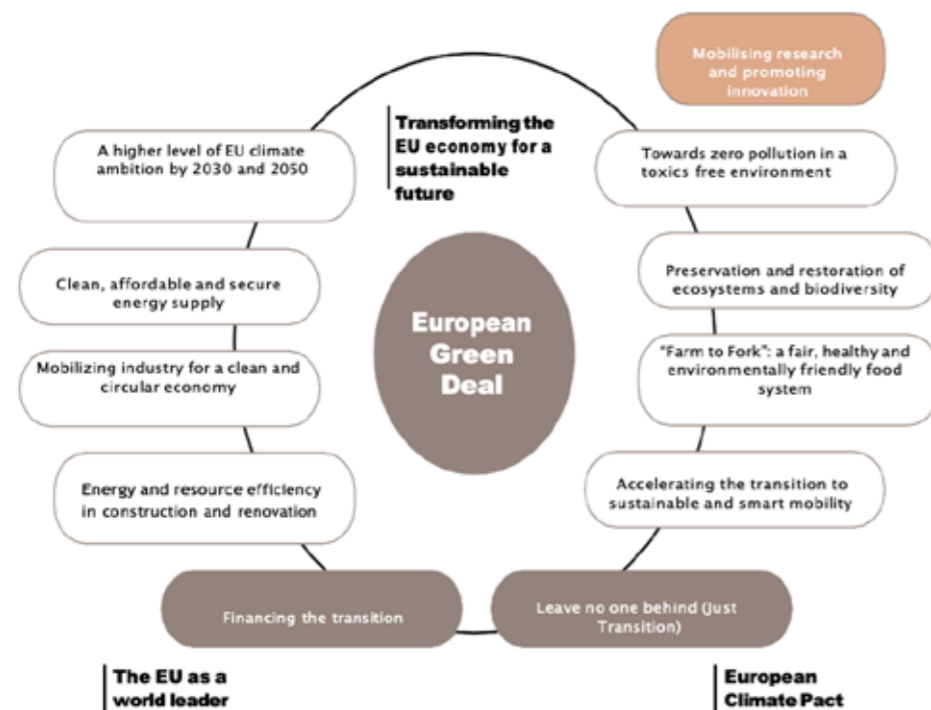 Mobilising research
and promoting
innovation
Transforming the
EU economy for a
sustainable
future
A higher level of EU climate
ambition by 2030 and 2050
Towards zero pollution in a
toxics free environment
Clean, affordable and secure
energy supply
Preservation and restoration of
ecosystems and biodiversity
European
Green
Deal
Mobilizing industry for a clean and
circular economy
"Farm to Fork": a fair, healthy and
environmentally friendly food
system
Energy and resource efficiency
in construction and renovation
Accelerating the transition to
sustainable and smart mobility
Financing the transition
Leave no one behind (Just
Transition)
The EU as a
world leader
European
Climate Pact